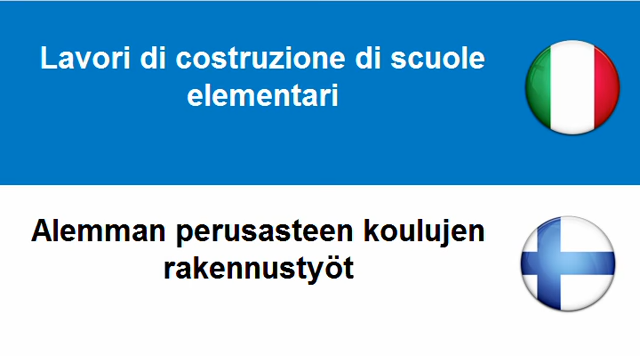 Lavori di costruzione di scuole
elementari
Alemman perusasteen koulujen
rakennustyöt